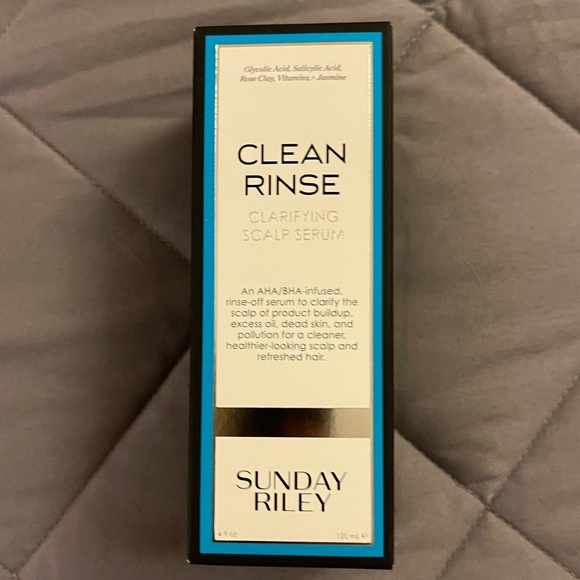 Glycolic Acid, Salicylic Acid,
Rose Clay, Vitamins, + Jasmine
CLEAN
RINSE
CLARIFYING
SCALP SERUM
An AHA/BHA-infused,
rinse-off serum to clarify the
scalp of product buildup,
excess oil, dead skin, and
pollution for a cleaner,
healthier-looking scalp and
refreshed hair.
SUNDAY
RILEY
4 fl oz 120 mL ℮